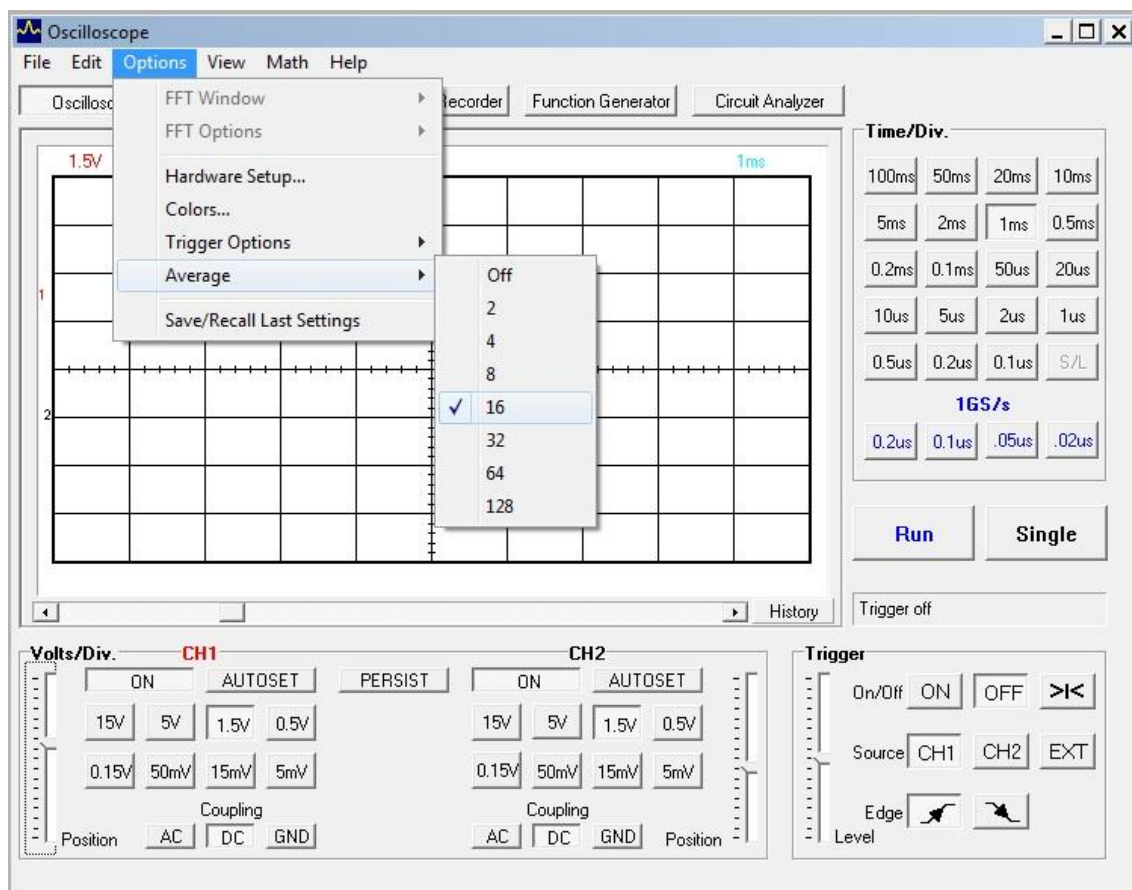 Oscilloscope
File Edit Options View Math Help
Oscillosc ecorder Function Generator Circuit Analyzer
FFT Window
FFT Options
Hardware Setup...
Colors...
Trigger Options
Average
Save/Recall Last Settings
Off
2
4
8
16
32
64
128
1.5V 1ms
1
2
History
Time/Div.
100ms 50ms 20ms 10ms
5ms 2ms 1ms 0.5ms
0.2ms 0.1ms 50us 20us
10us 5us 2us 1us
0.5us 0.2us 0.1us S/L
1GS/s
0.2us 0.1us .05us .02us
Run Single
Trigger off
Volts/Div. CH1 CH2
ON AUTOSET PERSIST ON AUTOSET
15V 5V 1.5V 0.5V 15V 5V 1.5V 0.5V
0.15V 50mV 15mV 5mV 0.15V 50mV 15mV 5mV
Coupling Coupling
Position AC DC GND AC DC GND Position
Trigger
On/Off ON OFF >I<
Source CH1 CH2 EXT
Edge
Level